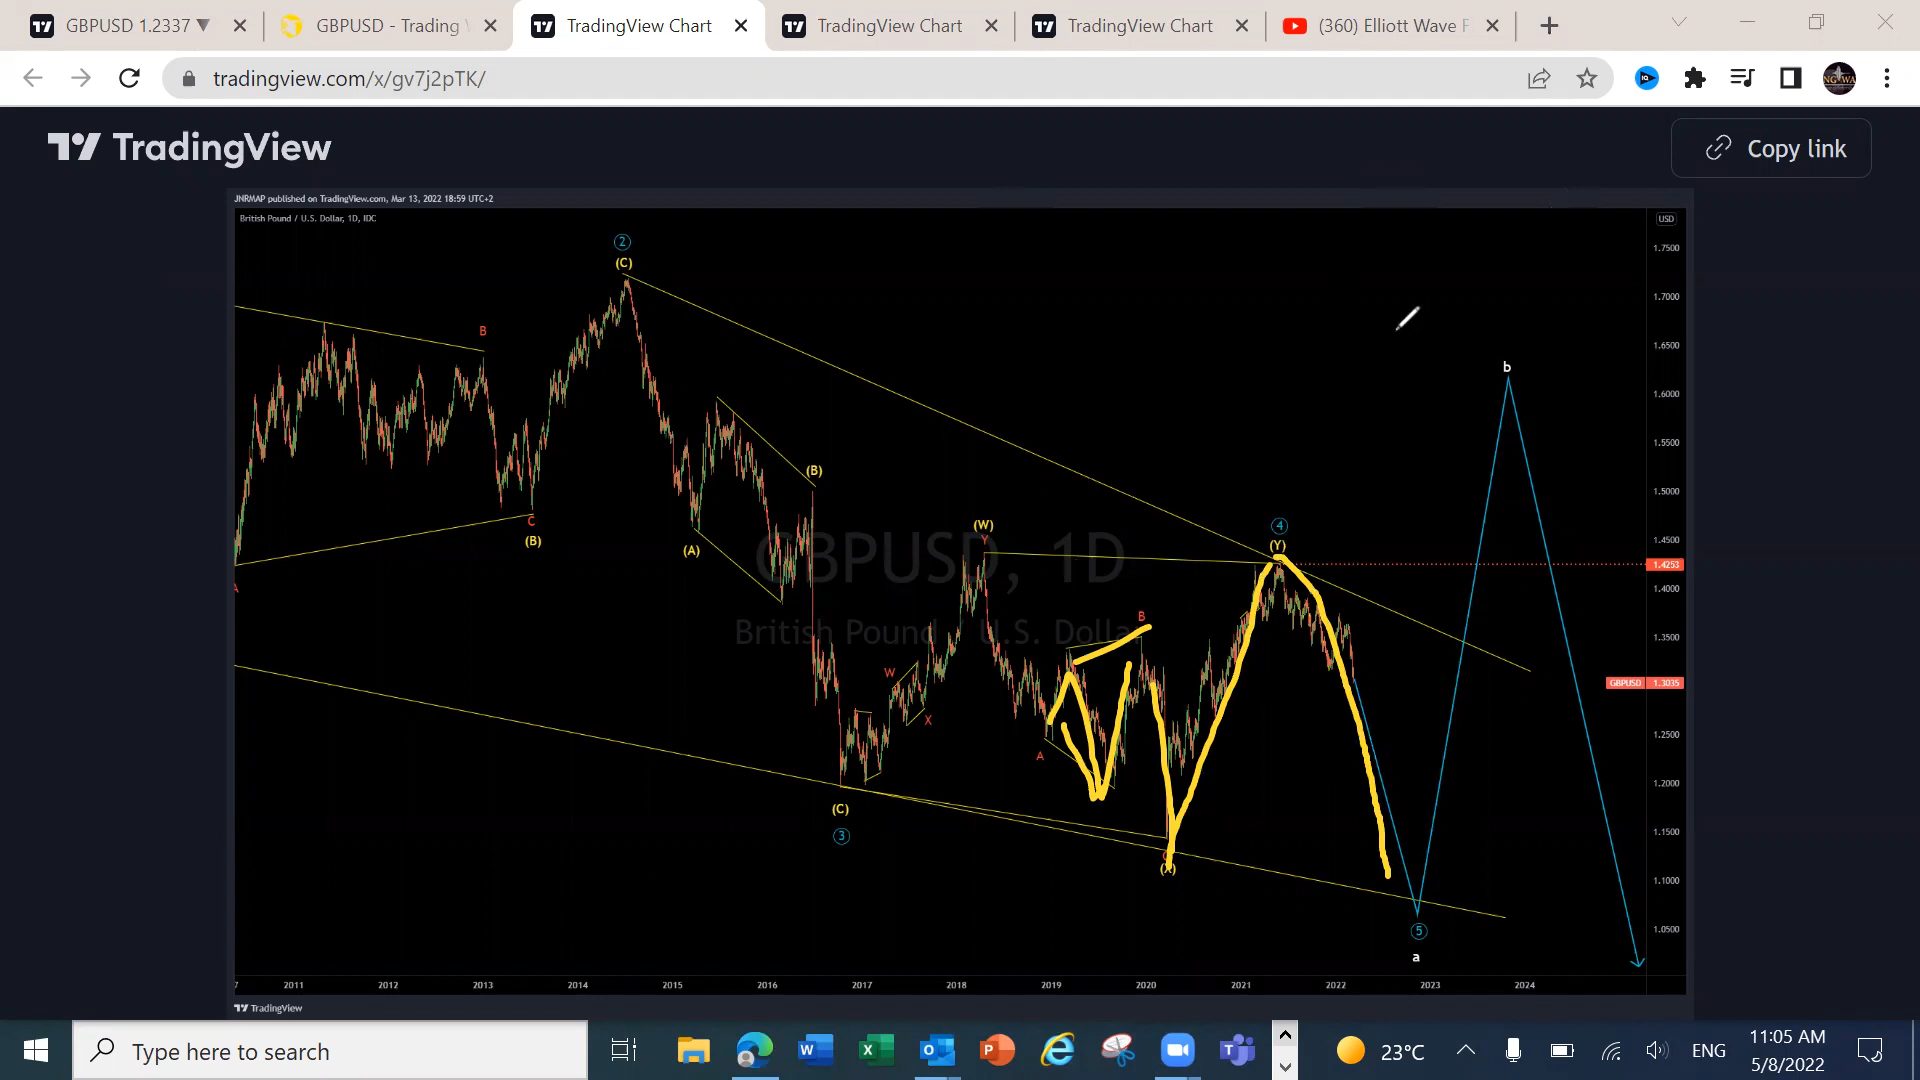 GBPUSD 1.2337 ▼
GBPUSD - Trading
TradingView Chart
TradingView Chart
TradingView Chart
(360) Elliott Wave F
tradingview.com/x/gv7j2pTK/
TradingView
Copy link
JNRMAP published on TradingView.com, Mar 13, 2022 18:59 UTC+2
British Pound / U.S. Dollar, 1D, IDC
USD
1.7500
1.7000
1.6500
1.6000
1.5500
1.5000
1.4500
1.4253
1.4000
1.3500
GBPUSD 1.3035
1.2500
1.2000
1.1500
1.1000
1.0500
GBPUSD, 1D
British Pound / U.S. Dollar
2
(C)
B
C
(B)
A
(A)
(B)
(C)
3
W
X
(W)
Y
A
B
(X)
4
(Y)
5
a
b
2011 2012 2013 2014 2015 2016 2017 2018 2019 2020 2021 2022 2023 2024
TradingView
Type here to search
23°C
ENG
11:05 AM
5/8/2022